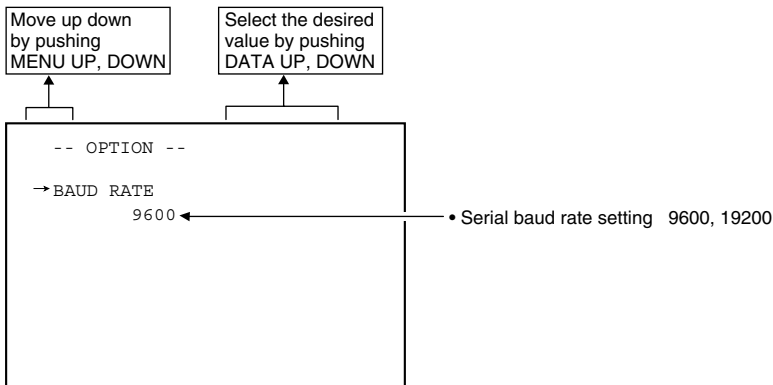 Move up down
by pushing
MENU UP, DOWN
Select the desired
value by pushing
DATA UP, DOWN
-- OPTION --
→BAUD RATE
9600
• Serial baud rate setting 9600, 19200